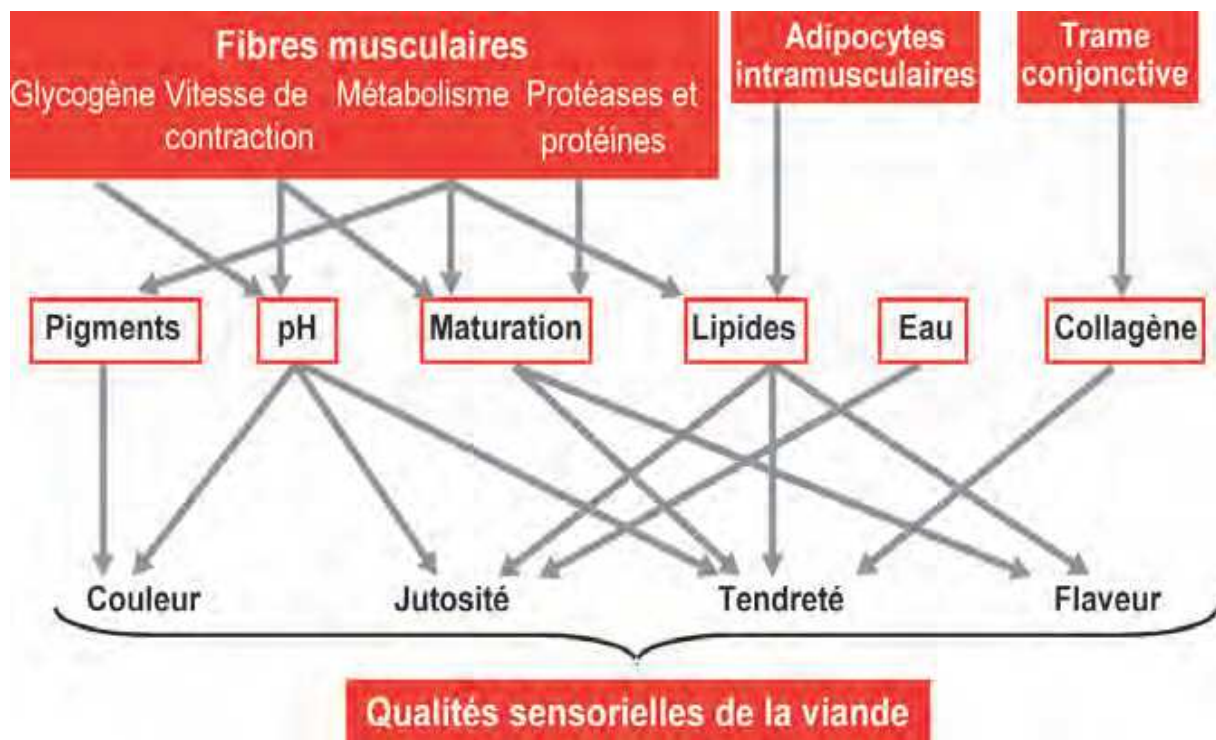 Fibres musculaires
Glycogène Vitesse de contraction Métabolisme Protéases et protéines
Adipocytes
intramusculaires
Trame
conjonctive
Pigments pH Maturation Lipides Eau Collagène
Couleur Jutosité Tendreté Flaveur
Qualités sensorielles de la viande